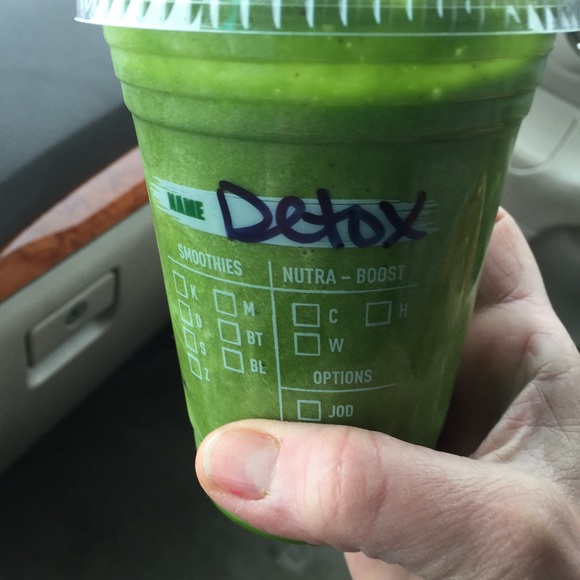 NAME Detox
SMOOTHIES
K M
D BT
S BL
Z
NUTRA – BOOST
C H
W
OPTIONS
JOD